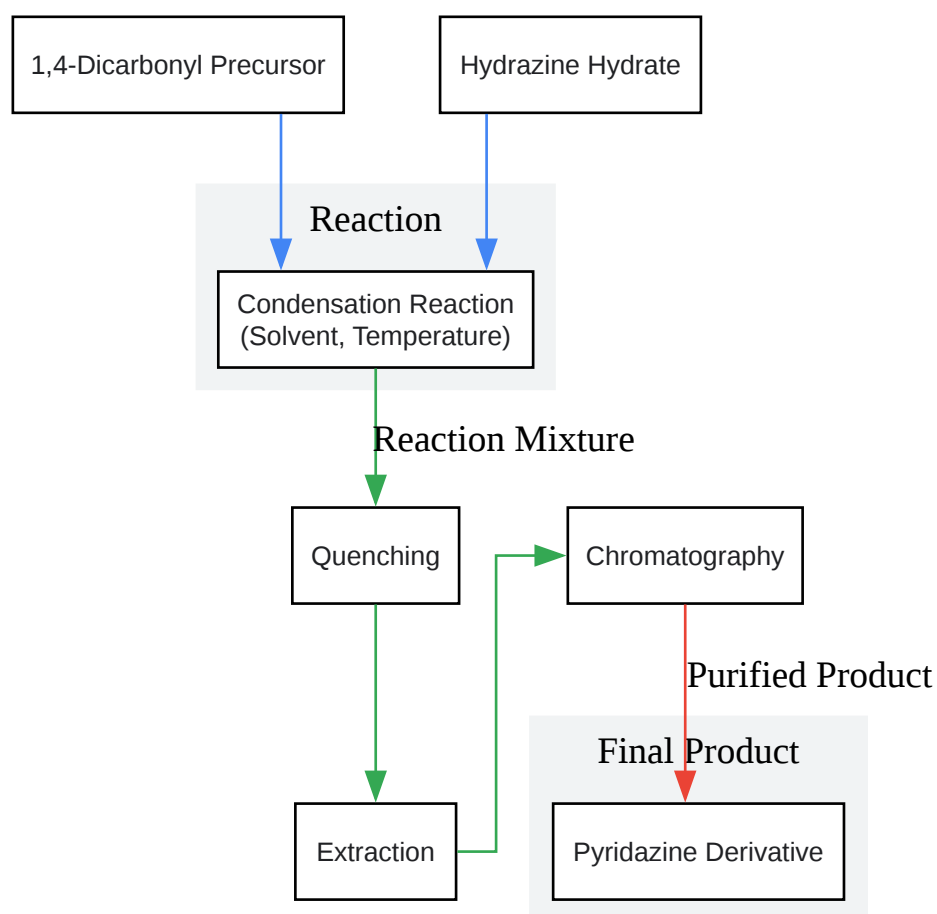 1,4-Dicarbonyl Precursor
Hydrazine Hydrate
Reaction
Condensation Reaction
(Solvent, Temperature)
Reaction Mixture
Quenching
Chromatography
Purified Product
Final Product
Extraction
Pyridazine Derivative